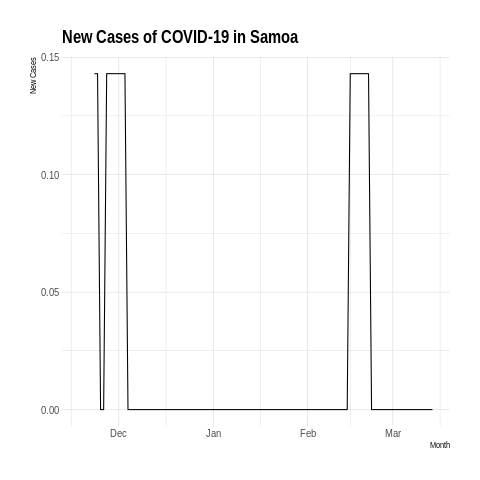 New Cases of COVID-19 in Samoa
New Cases
0.15
0.10
0.05
0.00
Dec Jan Feb Mar
Month